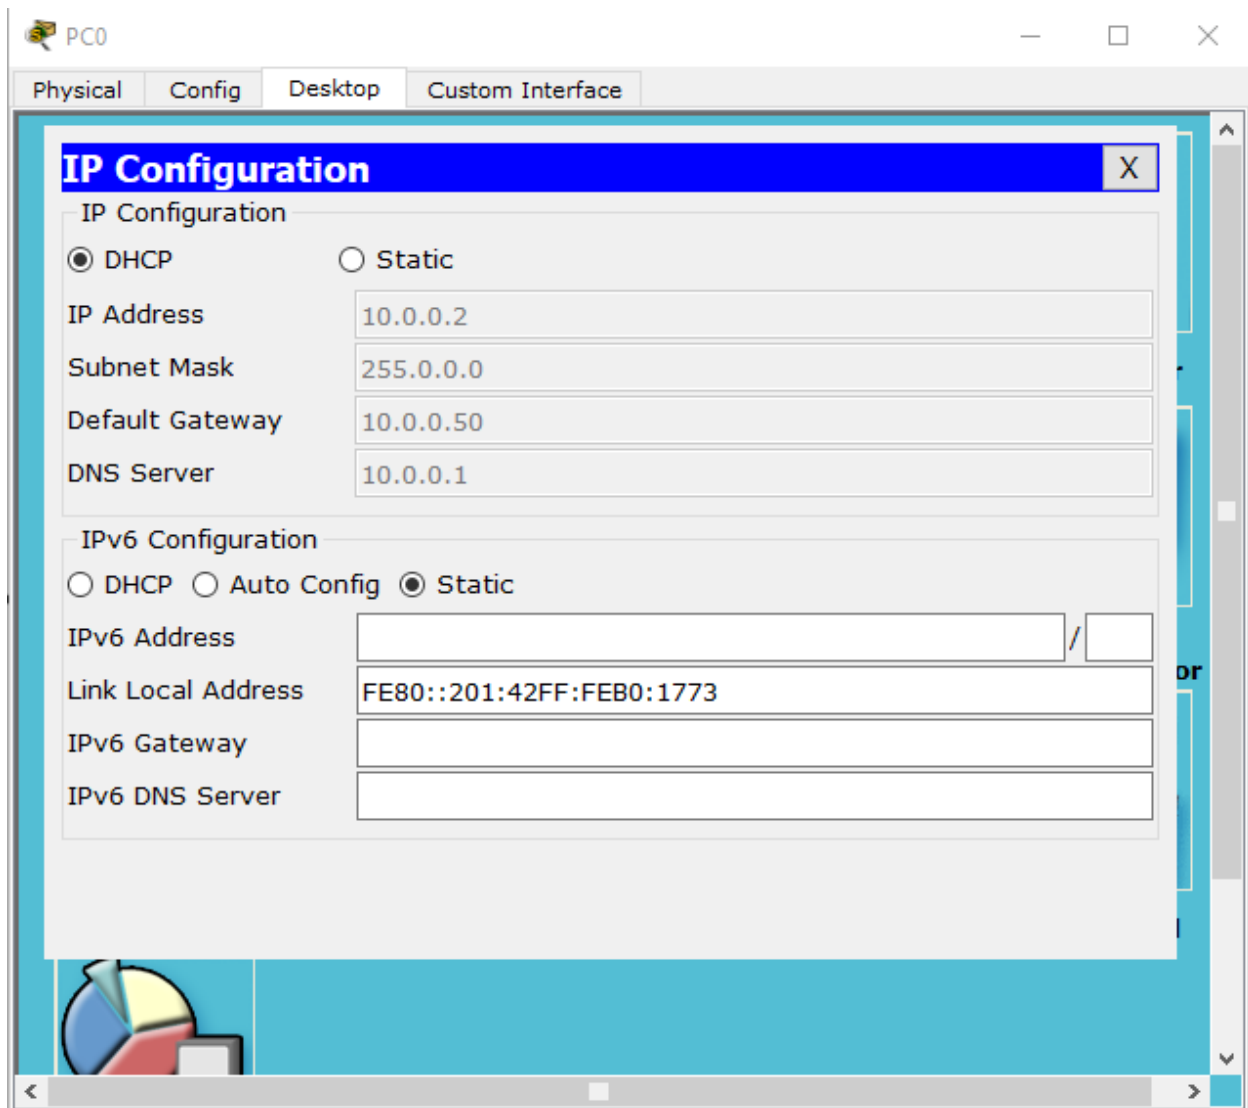 PC0
Physical Config Desktop Custom Interface
IP Configuration X
IP Configuration
DHCP Static
IP Address 10.0.0.2
Subnet Mask 255.0.0.0
Default Gateway 10.0.0.50
DNS Server 10.0.0.1
IPv6 Configuration
DHCP Auto Config Static
IPv6 Address /
Link Local Address FE80::201:42FF:FEB0:1773
IPv6 Gateway
IPv6 DNS Server
or